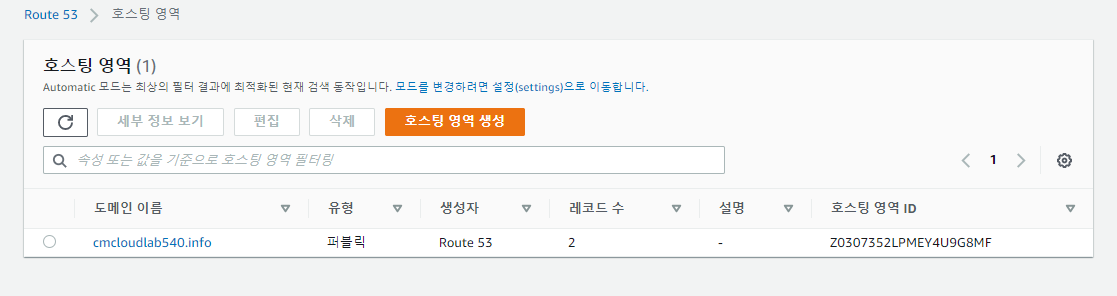 Route 53 > 호스팅 영역
호스팅 영역 (1)
Automatic 모드는 최상의 필터 결과에 최적화된 현재 검색 동작입니다. 모드를 변경하려면 설정(settings)으로 이동합니다.
세부 정보 보기 편집 삭제 호스팅 영역 생성
속성 또는 값을 기준으로 호스팅 영역 필터링 1
도메인 이름 유형 생성자 레코드 수 설명 호스팅 영역 ID
cmcloudlab540.info 퍼블릭 Route 53 2 - Z0307352LPMEY4U9G8MF